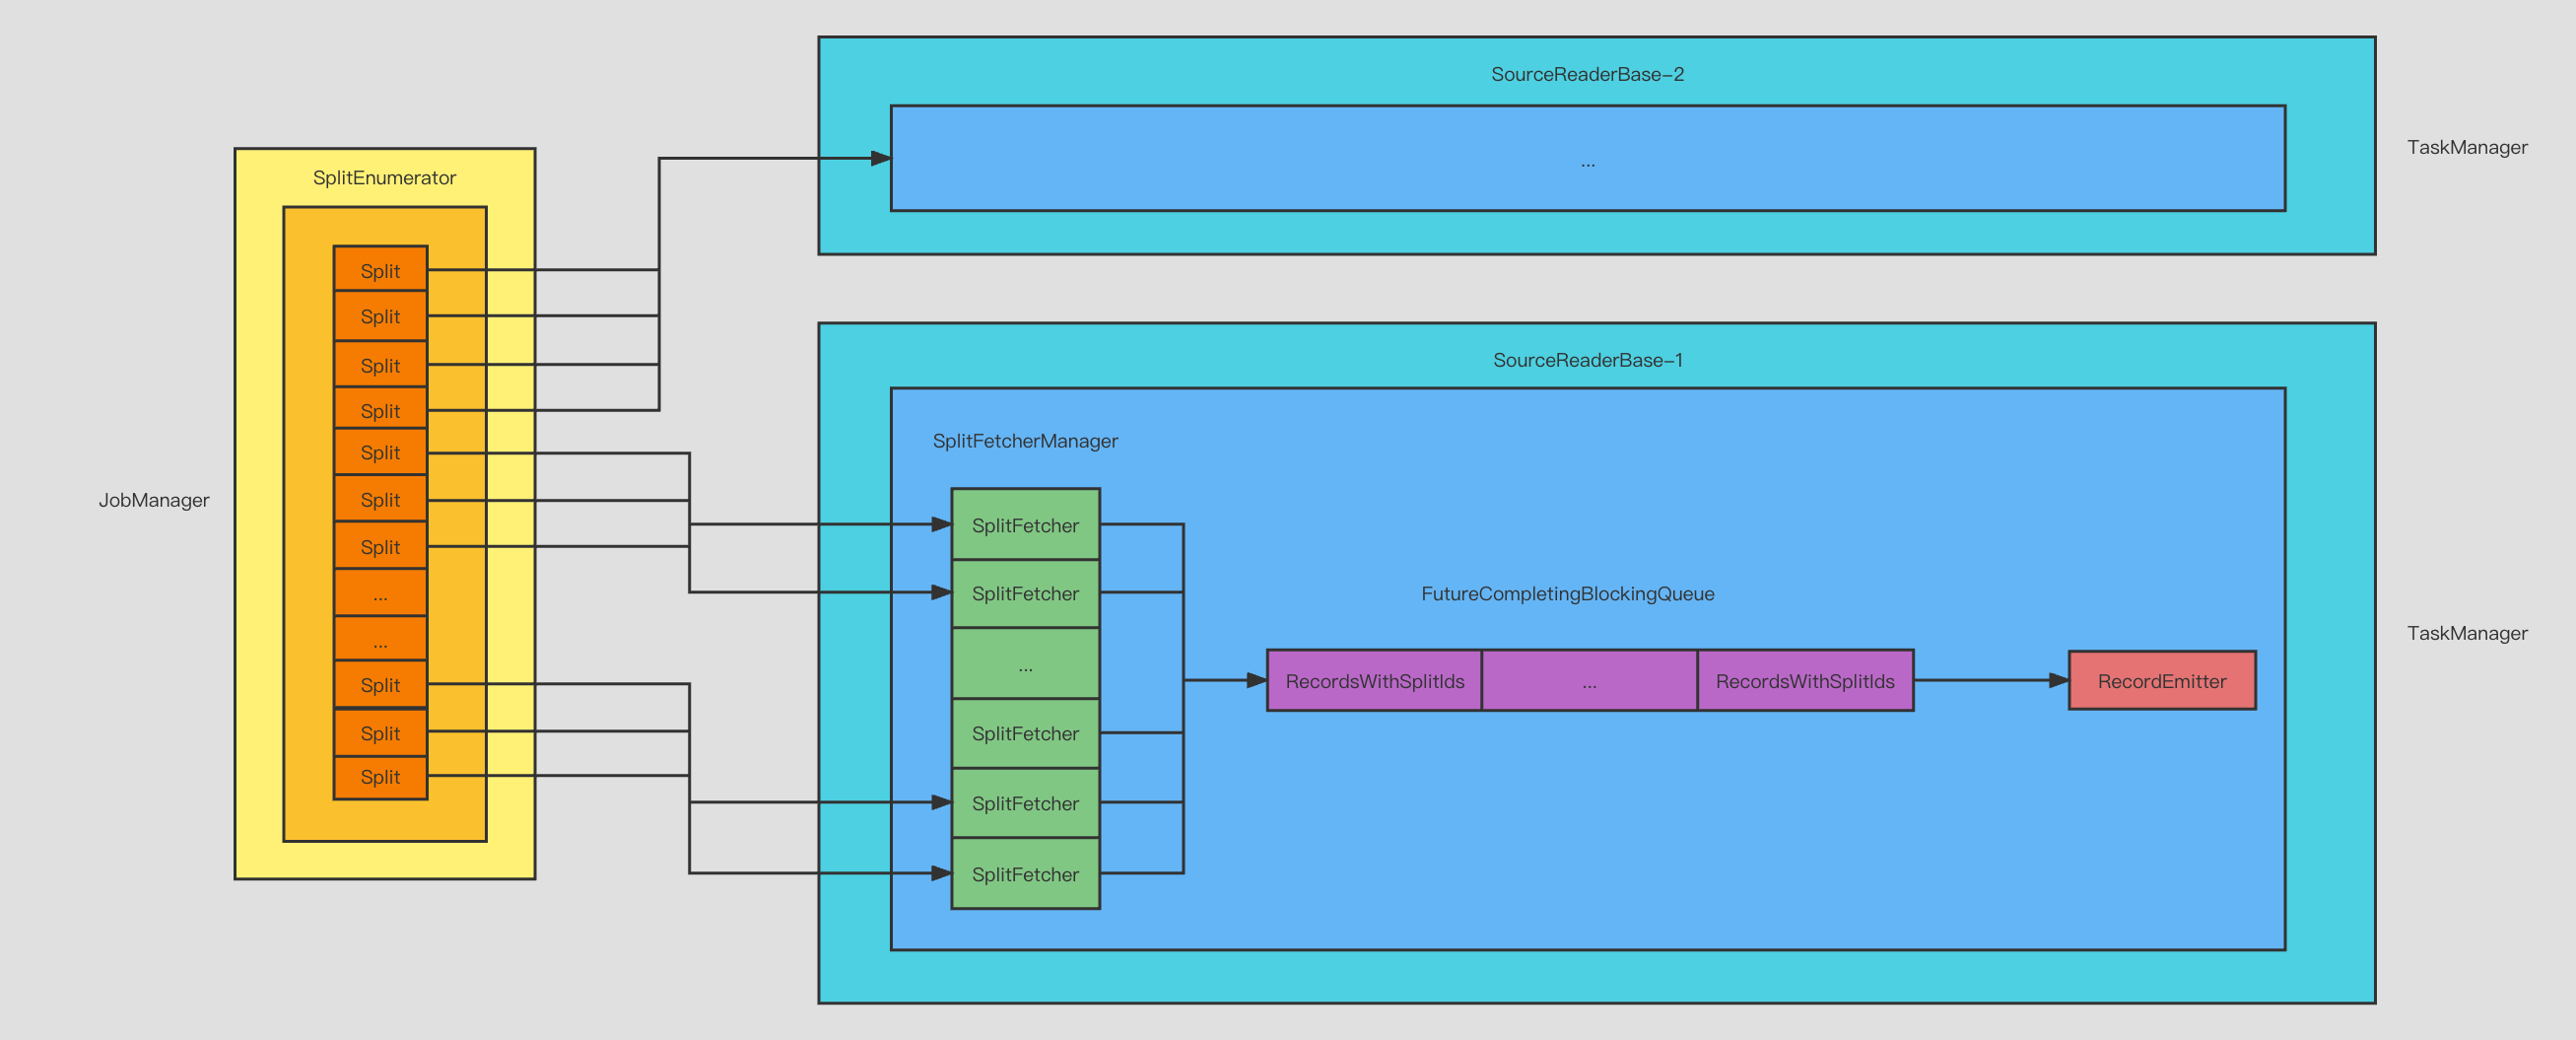 JobManager
SplitEnumerator
Split
Split
Split
Split
Split
Split
Split
...
...
Split
Split
Split
SourceReaderBase-2
...
TaskManager
SourceReaderBase-1
SplitFetcherManager
SplitFetcher
SplitFetcher
...
SplitFetcher
SplitFetcher
SplitFetcher
FutureCompletingBlockingQueue
RecordsWithSplitIds
...
RecordsWithSplitIds
RecordEmitter
TaskManager